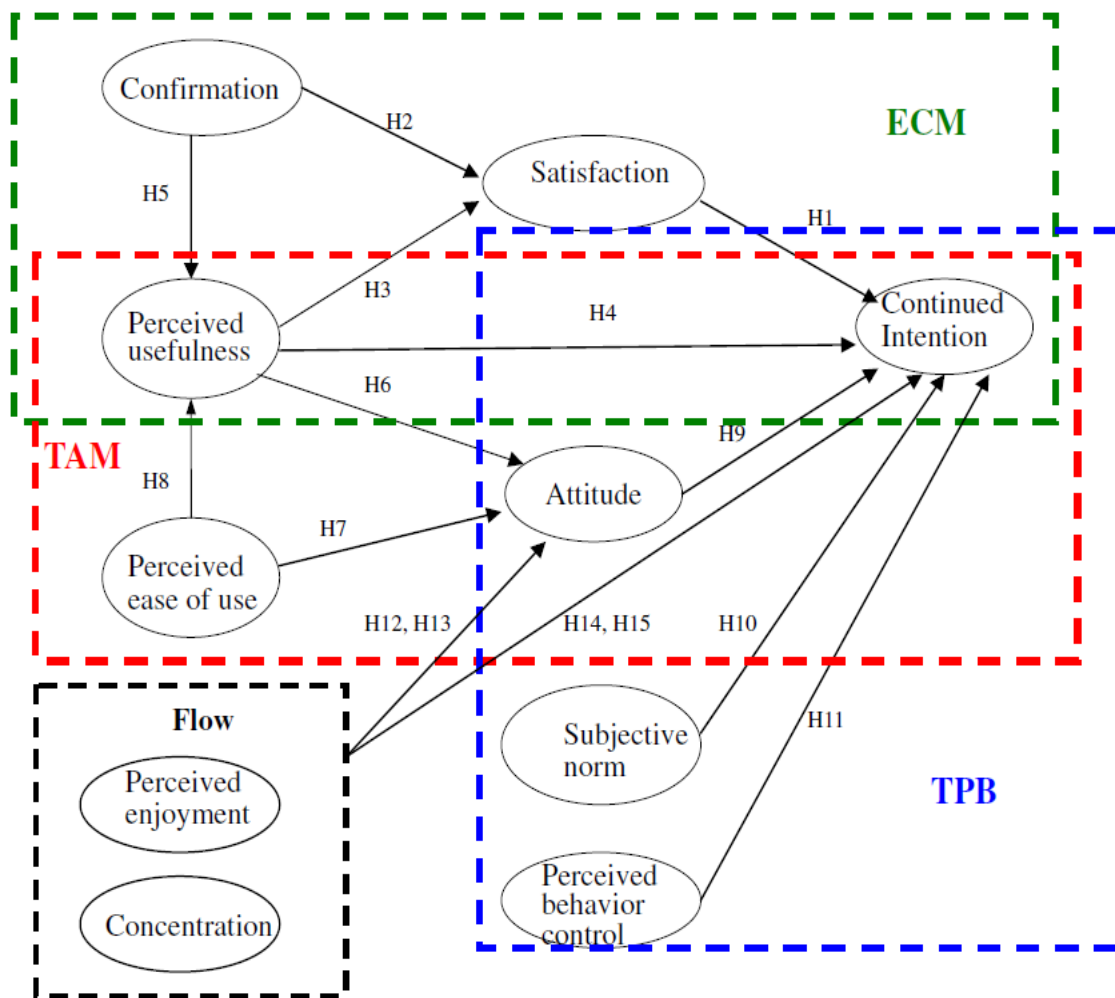 Confirmation
H2
ECM
Satisfaction
H5
H1
H3
Perceived
usefulness
H4
Continued
Intention
H6
TAM
H9
H8
Attitude
H7
Perceived
ease of use
H12, H13
H14, H15
H10
Flow
H11
Subjective
norm
Perceived
enjoyment
TPB
Perceived
behavior
control
Concentration